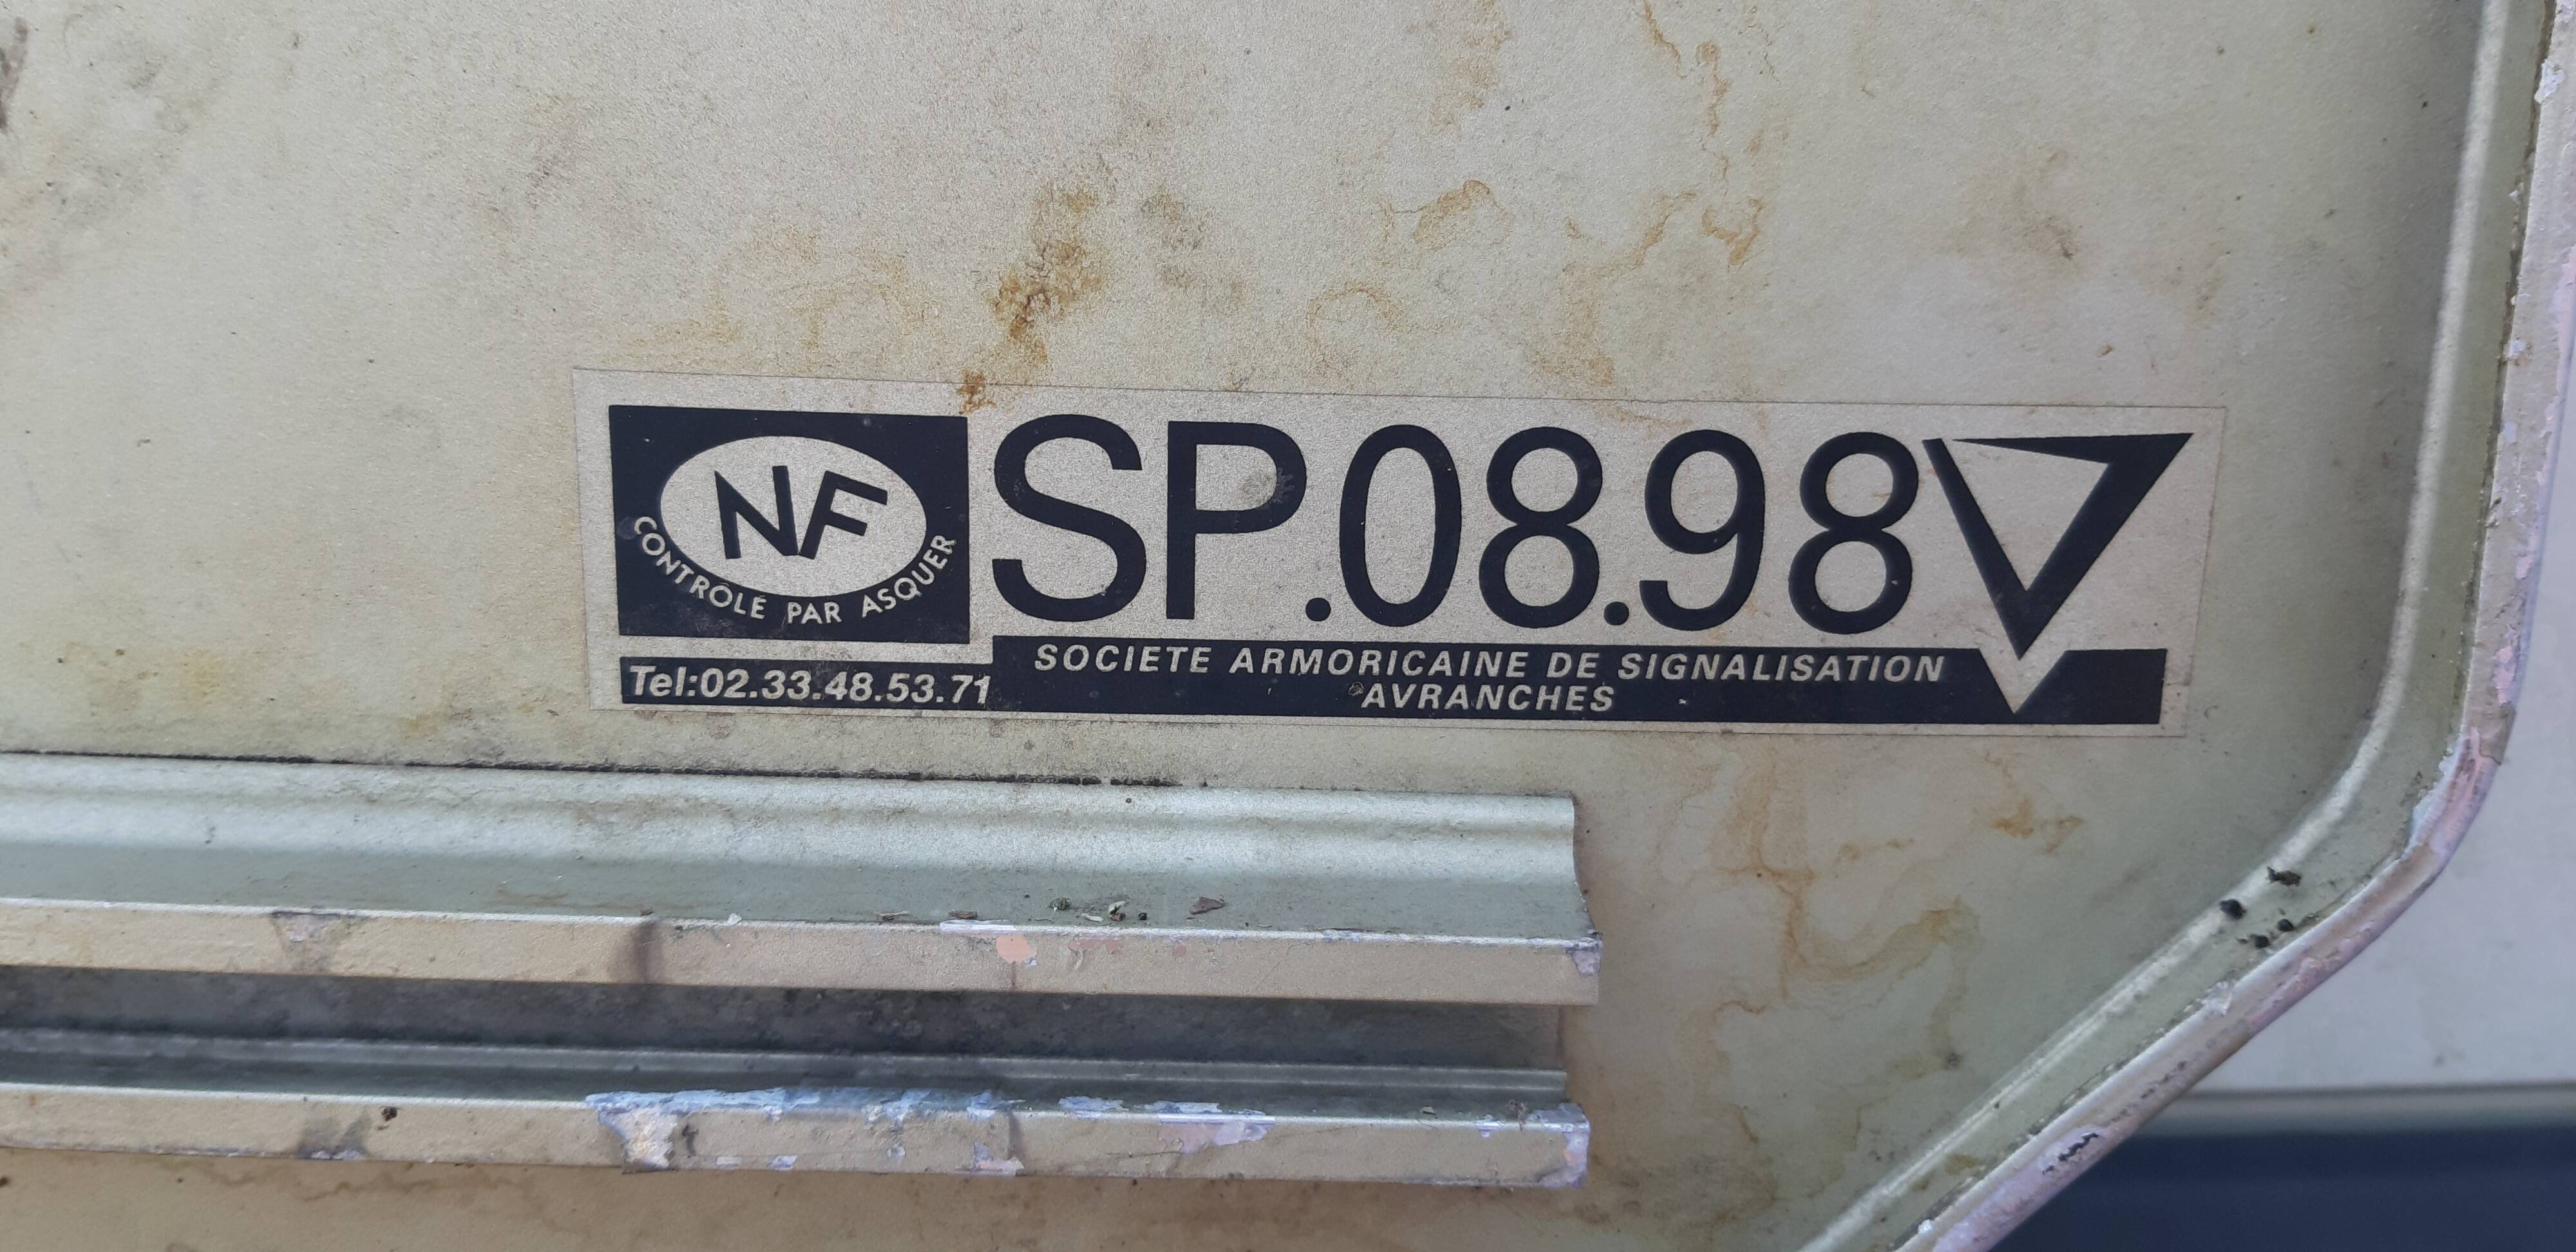 NF
CONTRÔLÉ PAR ASQUER
SP.08.98
Tel:02.33.48.53.71
SOCIETE ARMORICAINE DE SIGNALISATION
AVRANCHES